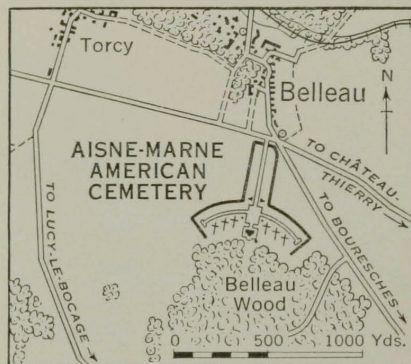 Torcy
Belleau
N
AISNE-MARNE
AMERICAN
CEMETERY
TO CHÂTEAU-
THIERRY
TO BOURESCHES
TO LUCY-LE-BOCAGE
Belleau
Wood
0 500 1000 Yds.